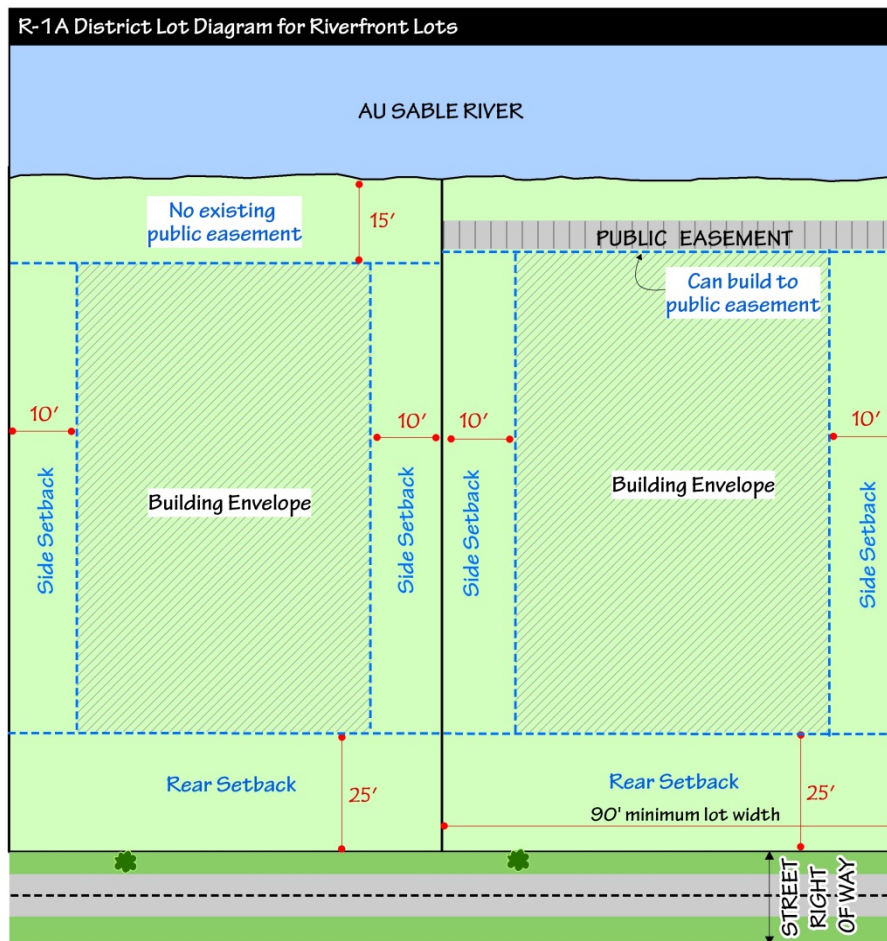 R-1A District Lot Diagram for Riverfront Lots
AU SABLE RIVER
No existing
public easement
15'
PUBLIC EASEMENT
Can build to
public easement
10'
10'
10'
10'
Side Setback
Building Envelope
Side Setback
Side Setback
Building Envelope
Side Setback
Rear Setback
25'
Rear Setback
25'
90' minimum lot width
STREET
RIGHT
OF WAY